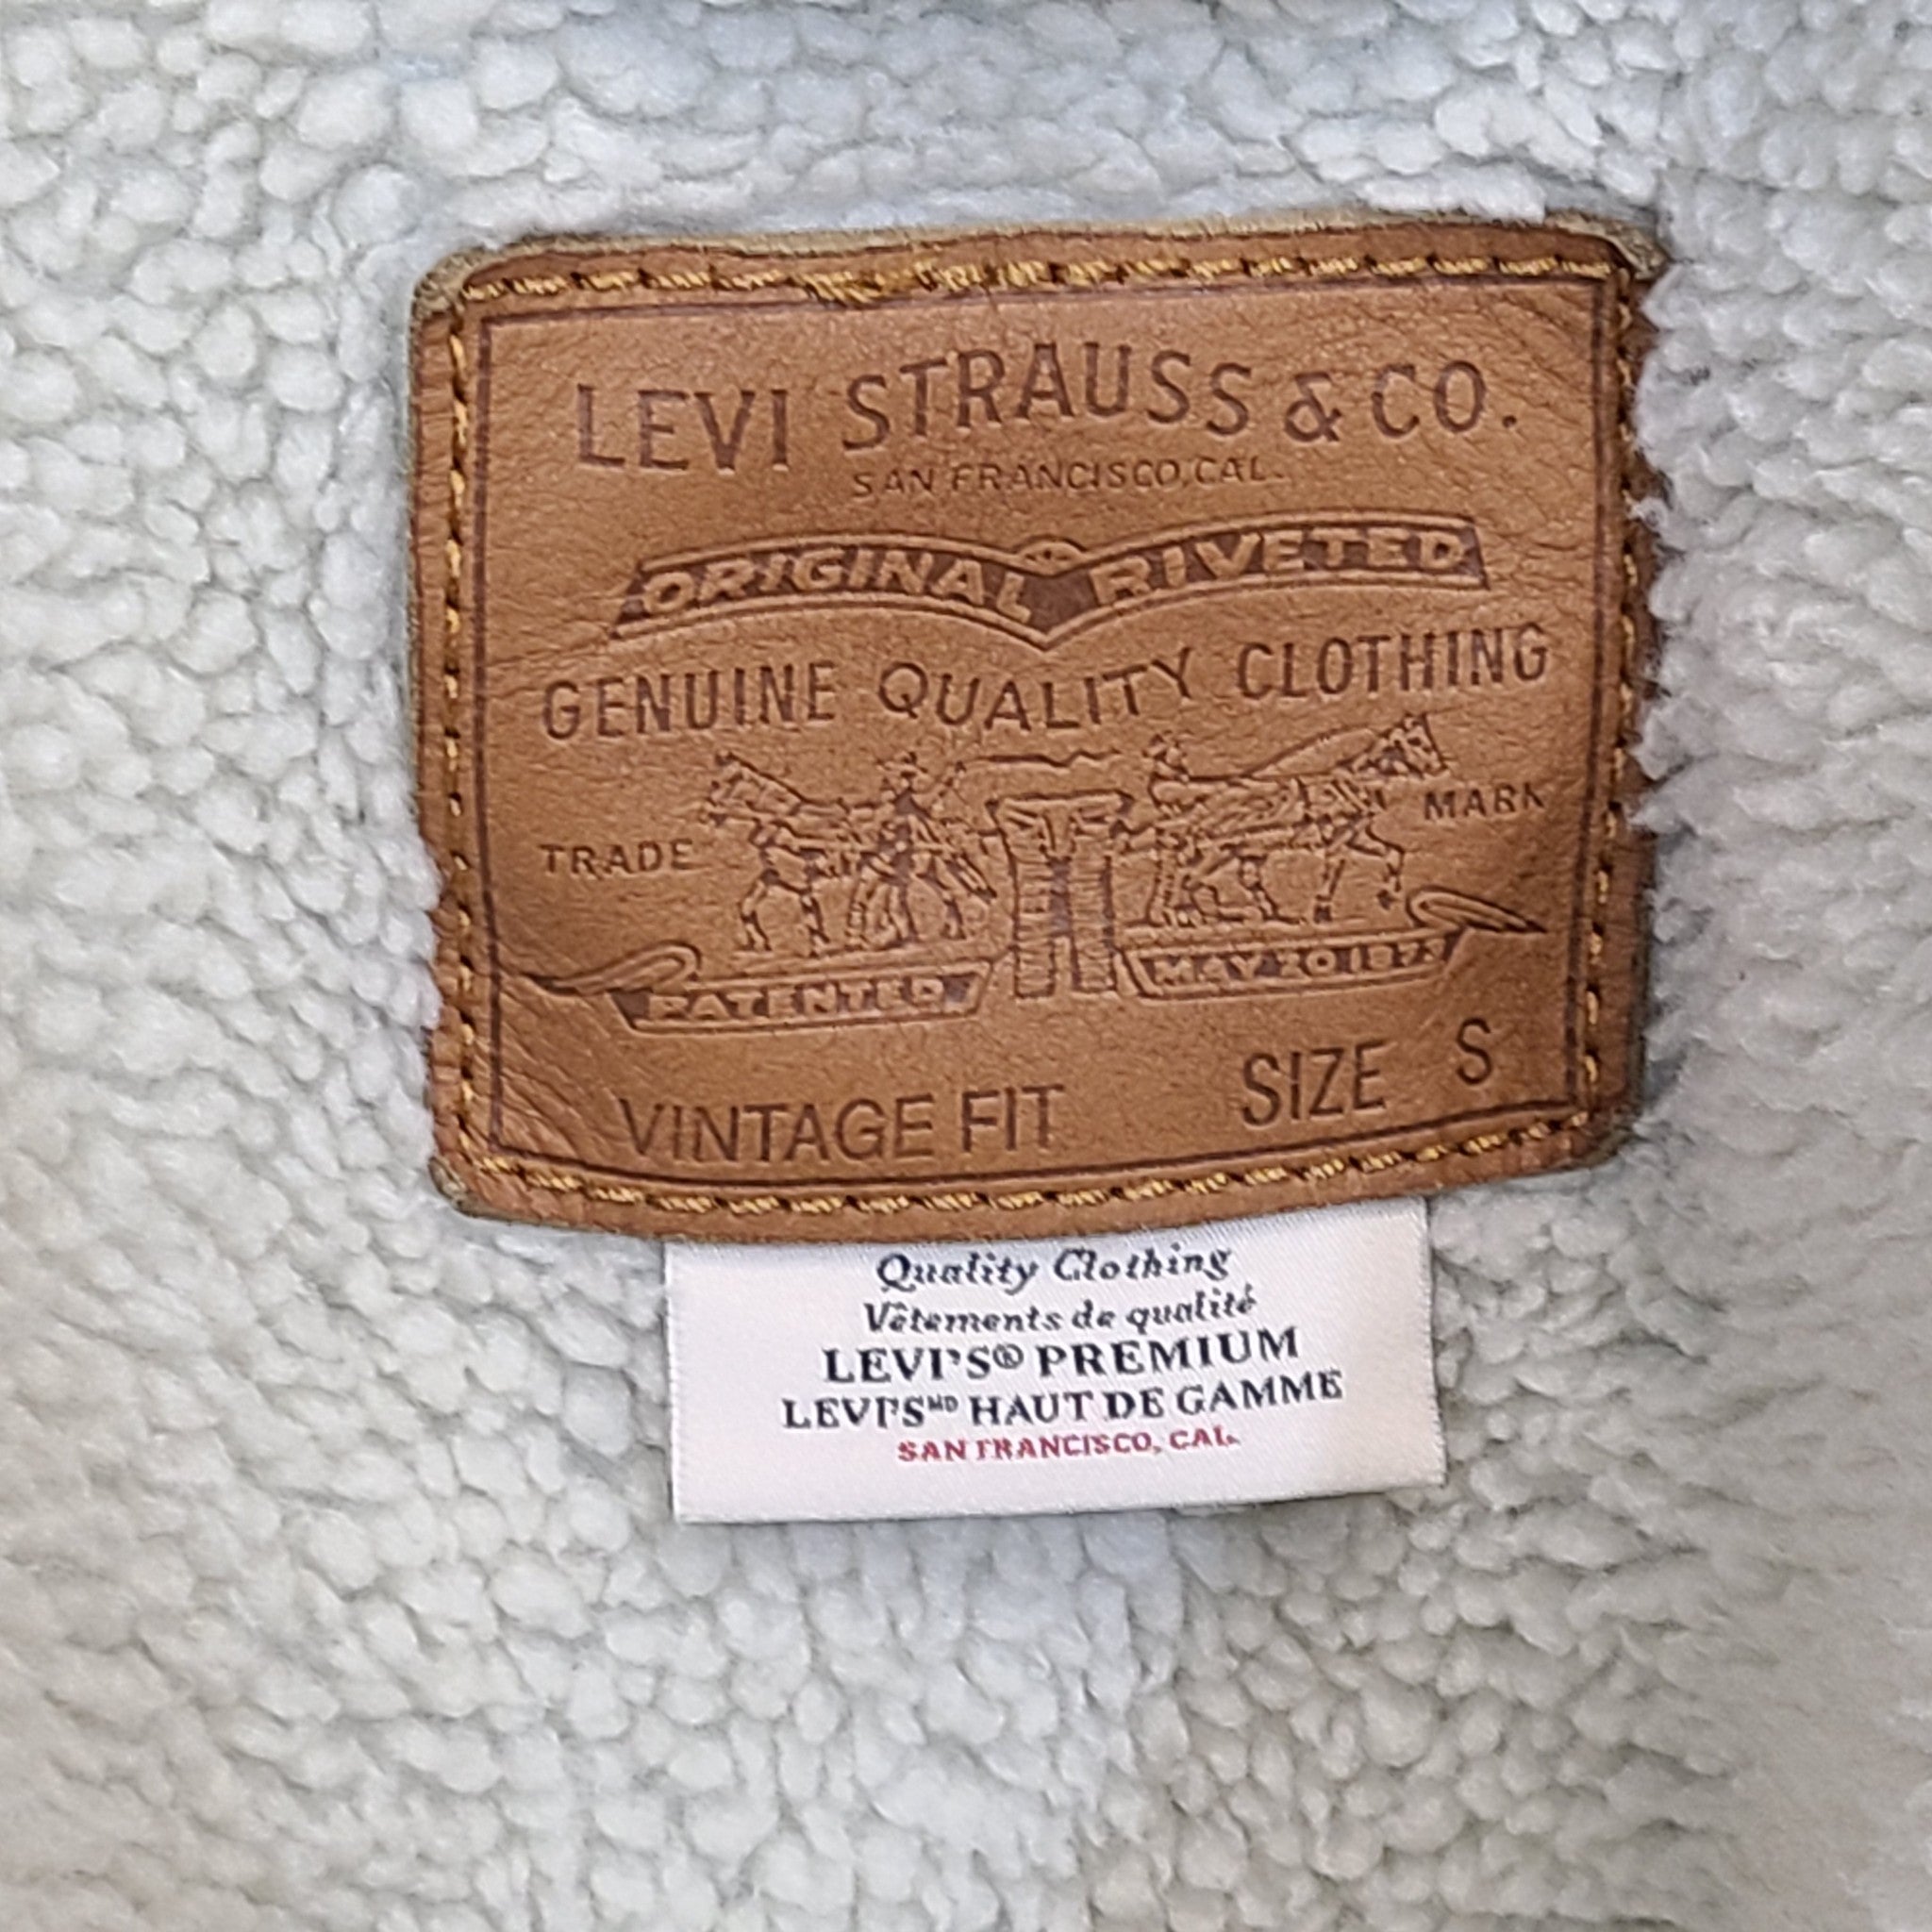 LEVI STRAUSS & CO.
SAN FRANCISCO, CAL.
ORIGINAL RIVETED
GENUINE QUALITY CLOTHING
TRADE MARK
PATENTED MAY 20 1873
VINTAGE FIT SIZE S
Quality Clothing
Vêtements de qualité
LEVI'S® PREMIUM
LEVI'SMD HAUT DE GAMME
SAN FRANCISCO, CAL.